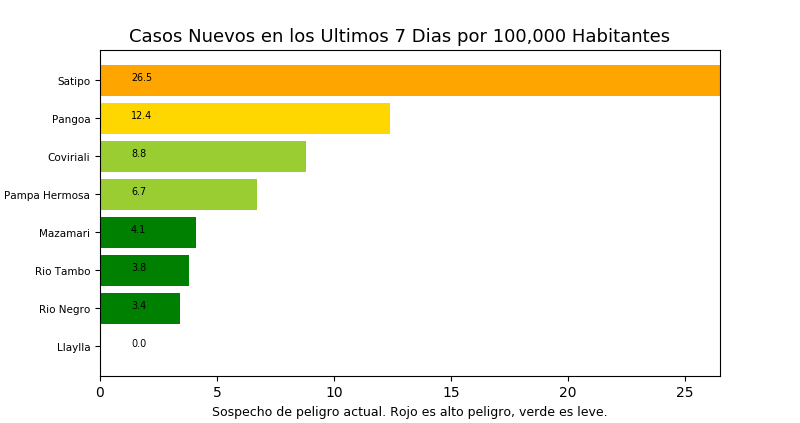 Casos Nuevos en los Ultimos 7 Dias por 100,000 Habitantes
Satipo 26.5
Pangoa 12.4
Coviriali 8.8
Pampa Hermosa 6.7
Mazamari 4.1
Rio Tambo 3.8
Rio Negro 3.4
Llaylla 0.0
0 5 10 15 20 25
Sospecho de peligro actual. Rojo es alto peligro, verde es leve.